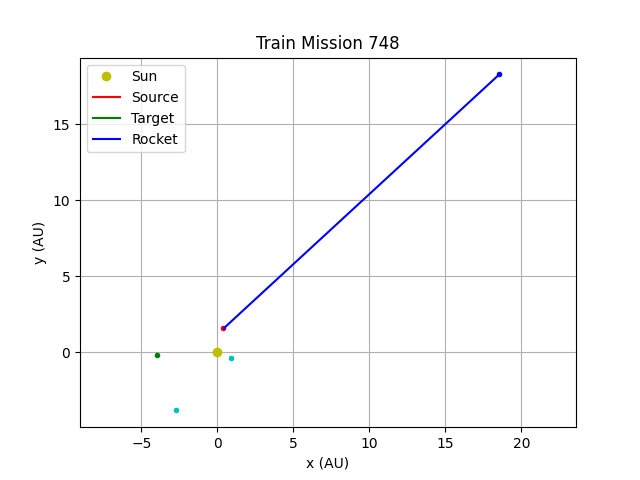 Train Mission 748
Sun
Source
Target
Rocket
15
10
5
0
y (AU)
−5
0
5
10
15
20
x (AU)